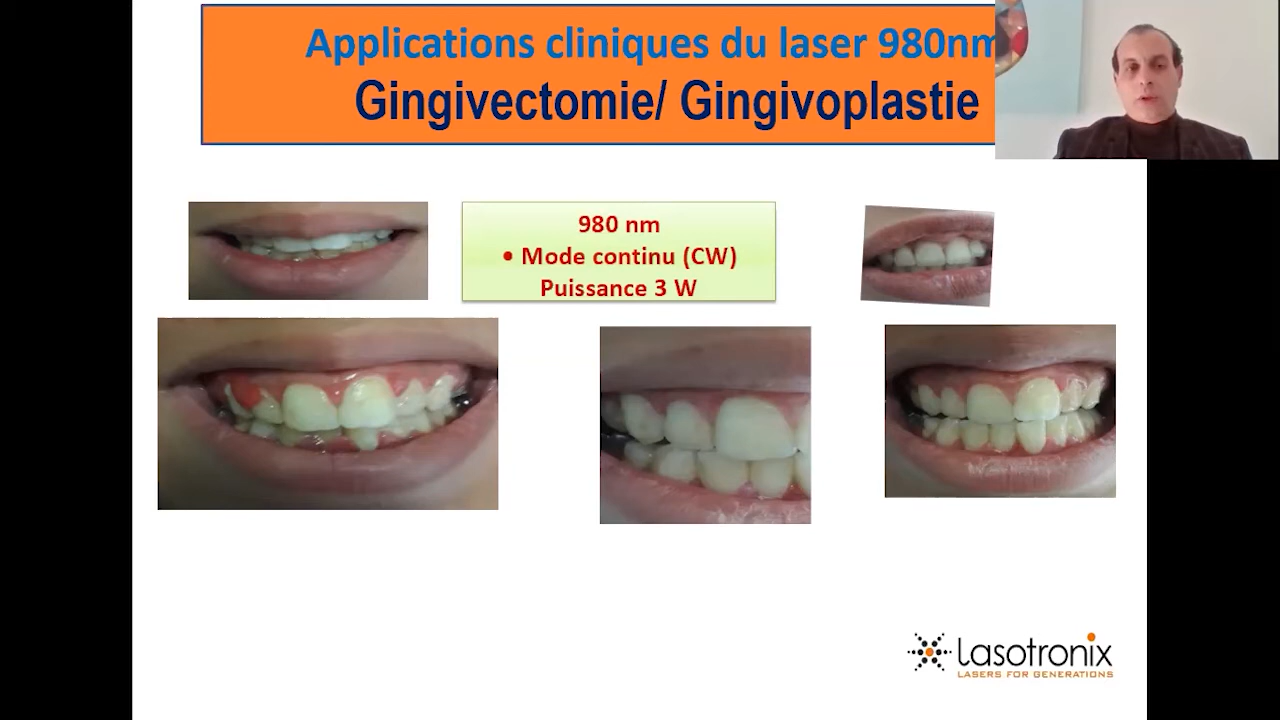 Applications cliniques du laser 980nm
Gingivectomie/ Gingivoplastie
980 nm
• Mode continu (CW)
Puissance 3 W
Lasotronix
LASERS FOR GENERATIONS